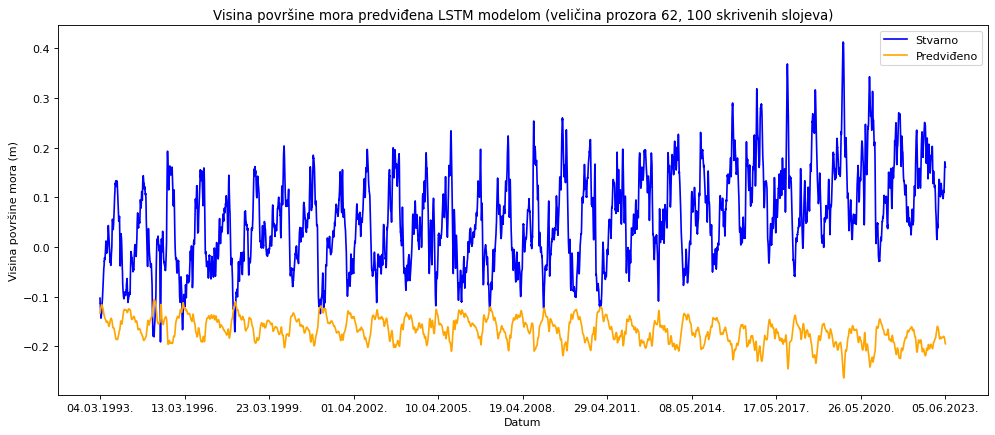 Visina površine mora predviđena LSTM modelom (veličina prozora 62, 100 skrivenih slojeva)
Stvarno
Predviđeno
Visina površine mora (m)
0.4
0.3
0.2
0.1
0.0
−0.1
−0.2
04.03.1993. 13.03.1996. 23.03.1999. 01.04.2002. 10.04.2005. 19.04.2008. 29.04.2011. 08.05.2014. 17.05.2017. 26.05.2020. 05.06.2023.
Datum